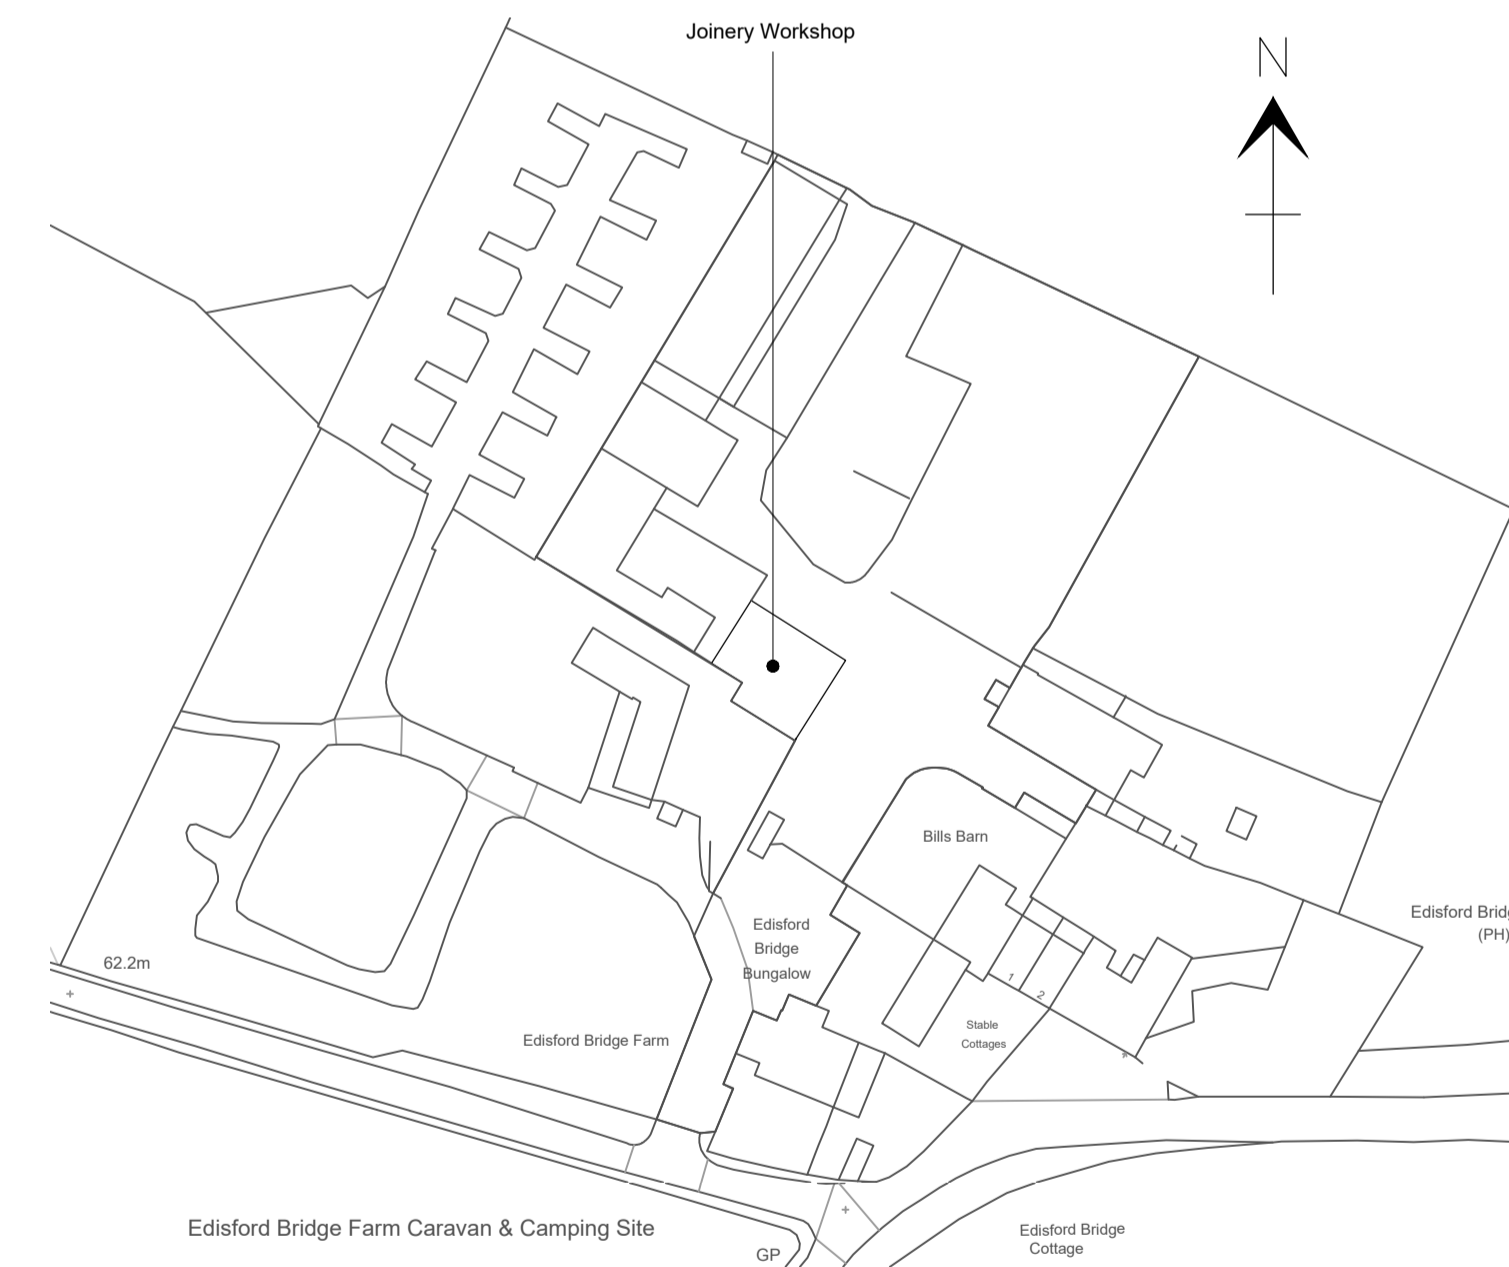 Joinery Workshop
N
Bills Barn
Edisford Bridg
(PH)
Edisford
Bridge
Bungalow
62.2m
1
2
Stable
Cottages
Edisford Bridge Farm
Edisford Bridge Farm Caravan & Camping Site
Edisford Bridge
Cottage
GP